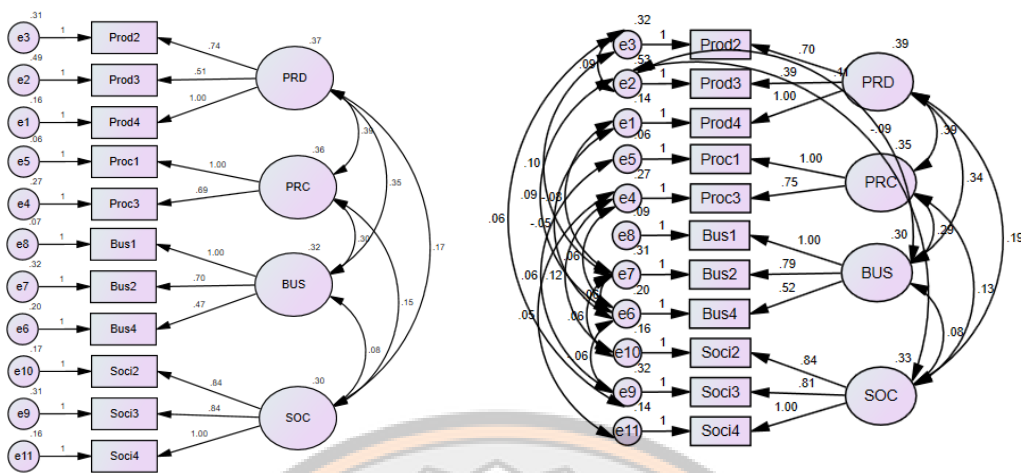 .31
e3 1 Prod2
.74
.37
PRD
.49
e2 1 Prod3
.51
.16
e1 1 Prod4
1.00
.06
e5 1 Proc1
1.00
.39
.36
PRC
.27
e4 1 Proc3
.69
.35
.07
e8 1 Bus1
1.00
.30
.17
.32
BUS
.32
e7 1 Bus2
.70
.20
e6 1 Bus4
.47
.15
.17
e10 1 Soci2
.84
.08
.30
SOC
.31
e9 1 Soci3
.84
.16
e11 1 Soci4
1.00
.32
e3 1 Prod2
.70
.39
PRD
.09
.53
e2 1 Prod3
.39
.14
e1 1 Prod4
1.00
-.09
.06
e5 1 Proc1
1.00
.39
.35
PRC
.10
.27
e4 1 Proc3
.75
.34
.09
-.08
.09
e8 1 Bus1
1.00
.29
.19
.06
-.05
.30
BUS
.31
e7 1 Bus2
.79
.06
.12
.06
.13
.20
e6 1 Bus4
.52
.05
.06
.16
e10 1 Soci2
.84
.08
.33
SOC
.06
.32
e9 1 Soci3
.81
.14
e11 1 Soci4
1.00